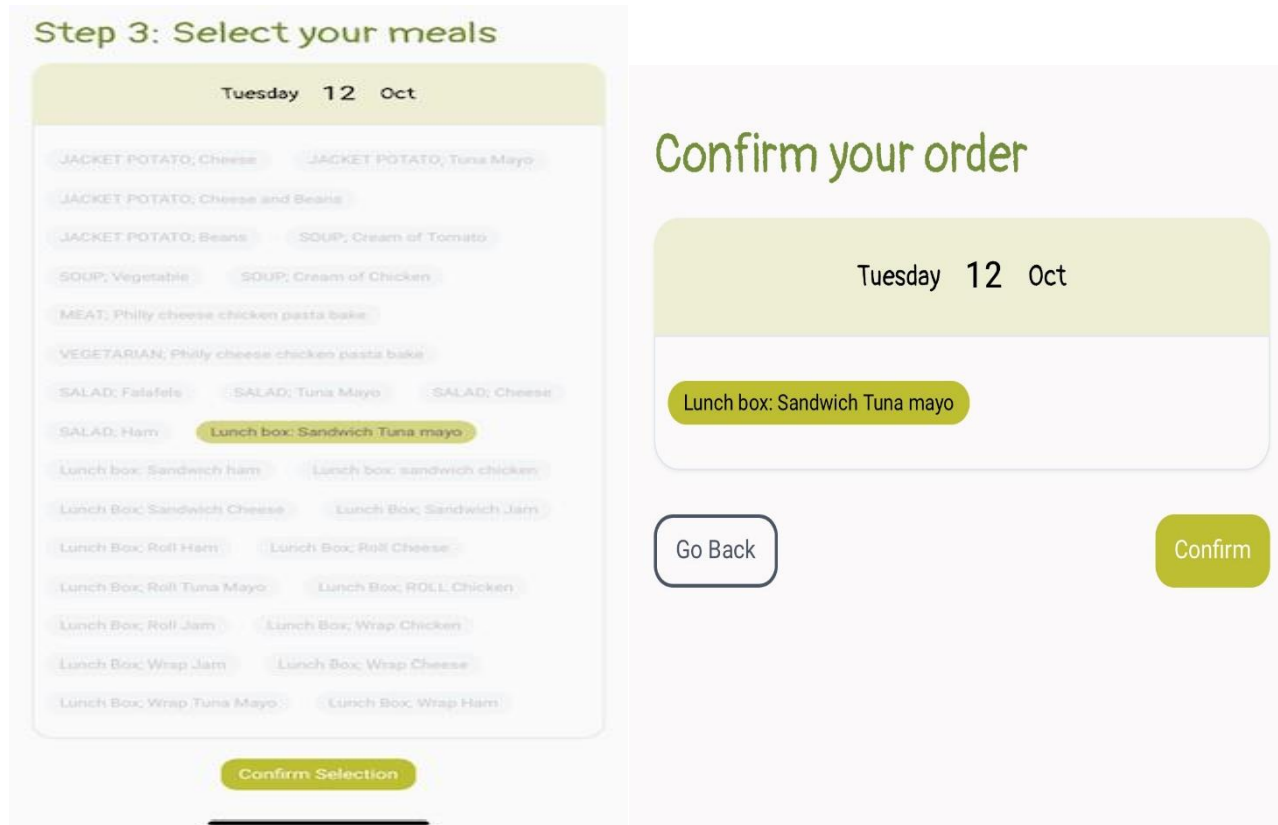 Step 3: Select your meals
Tuesday 12 Oct
JACKET POTATO; Cheese JACKET POTATO; Tuna Mayo
JACKET POTATO; Cheese and Beans
JACKET POTATO; Beans SOUP; Cream of Tomato
SOUP; Vegetable SOUP; Cream of Chicken
MEAT; Philly cheese chicken pasta bake
VEGETARIAN; Philly cheese chicken pasta bake
SALAD; Falafels SALAD; Tuna Mayo SALAD; Cheese
SALAD; Ham Lunch box: Sandwich Tuna mayo
Lunch box: Sandwich ham Lunch box: sandwich chicken
Lunch Box; Sandwich Cheese Lunch Box; Sandwich Jam
Lunch Box; Roll Ham Lunch Box; Roll Cheese
Lunch Box; Roll Tuna Mayo Lunch Box; ROLL Chicken
Lunch Box; Roll Jam Lunch Box; Wrap Chicken
Lunch Box; Wrap Jam Lunch Box; Wrap Cheese
Lunch Box; Wrap Tuna Mayo Lunch Box; Wrap Ham
Confirm Selection
Confirm your order
Tuesday 12 Oct
Lunch box: Sandwich Tuna mayo
Go Back Confirm